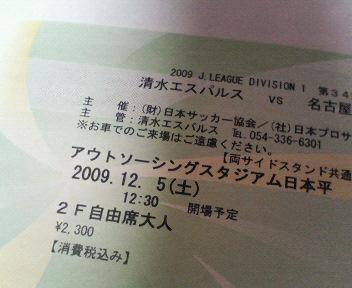 2009 J.LEAGUE DIVISION 1 第34
清水エスパルス VS 名古屋
主 催:(財)日本サッカー協会/(社)日本プロサ
主 管:清水エスパルス TEL.054-336-6301
※お車でのご来場はご遠慮ください。
【両サイドスタンド共通
アウトソーシングスタジアム日本平
2009.12. 5(土)
12:30 開場予定
2F自由席大人
¥2,300
【消費税込み】